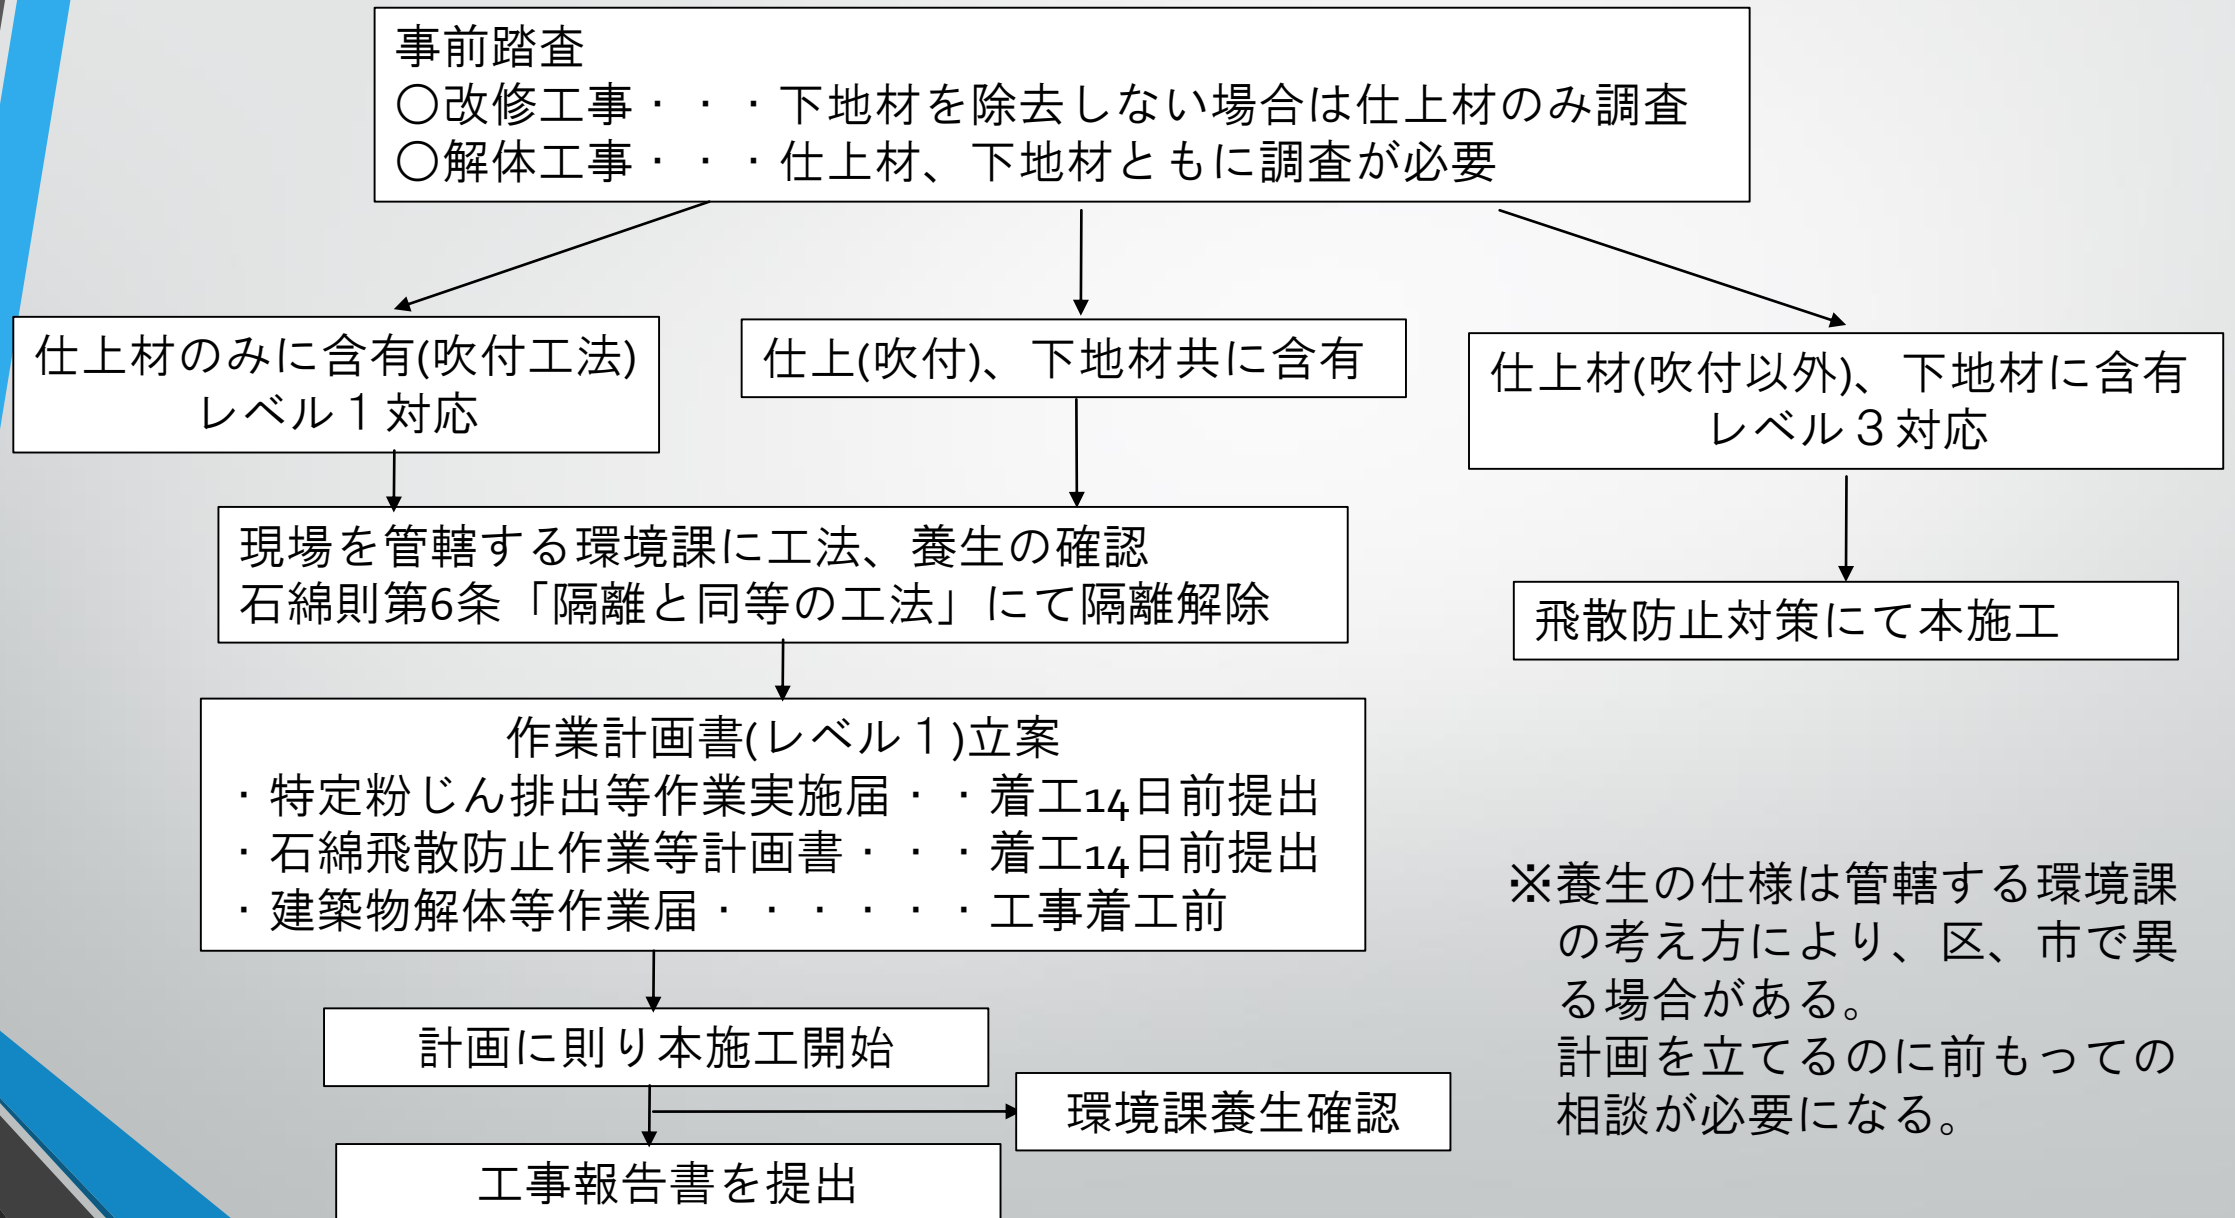 事前踏査
○改修工事・・・下地材を除去しない場合は仕上材のみ調査
○解体工事・・・仕上材、下地材ともに調査が必要
仕上材のみに含有(吹付工法)
レベル１対応
仕上(吹付)、下地材共に含有
仕上材(吹付以外)、下地材に含有
レベル３対応
現場を管轄する環境課に工法、養生の確認
石綿則第6条「隔離と同等の工法」にて隔離解除
飛散防止対策にて本施工
作業計画書(レベル１)立案
・特定粉じん排出等作業実施届・・着工14日前提出
・石綿飛散防止作業等計画書・・・着工14日前提出
・建築物解体等作業届・・・・・・工事着工前
※養生の仕様は管轄する環境課
の考え方により、区、市で異
る場合がある。
計画を立てるのに前もっての
相談が必要になる。
計画に則り本施工開始
環境課養生確認
工事報告書を提出